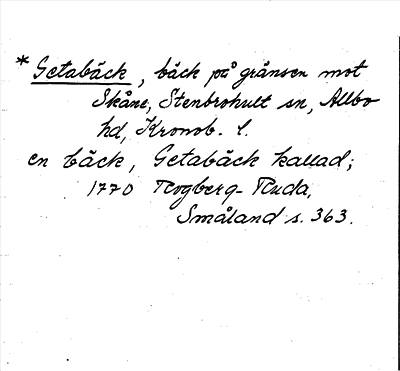 * Getabäck, bäck på gränsen mot
Skåne, Stenbrohult sn, Allbo
hd, Kronob. l.
en bäck, Getabäck kallad;
1770 Rogberg-Ruda,
Småland s. 363.